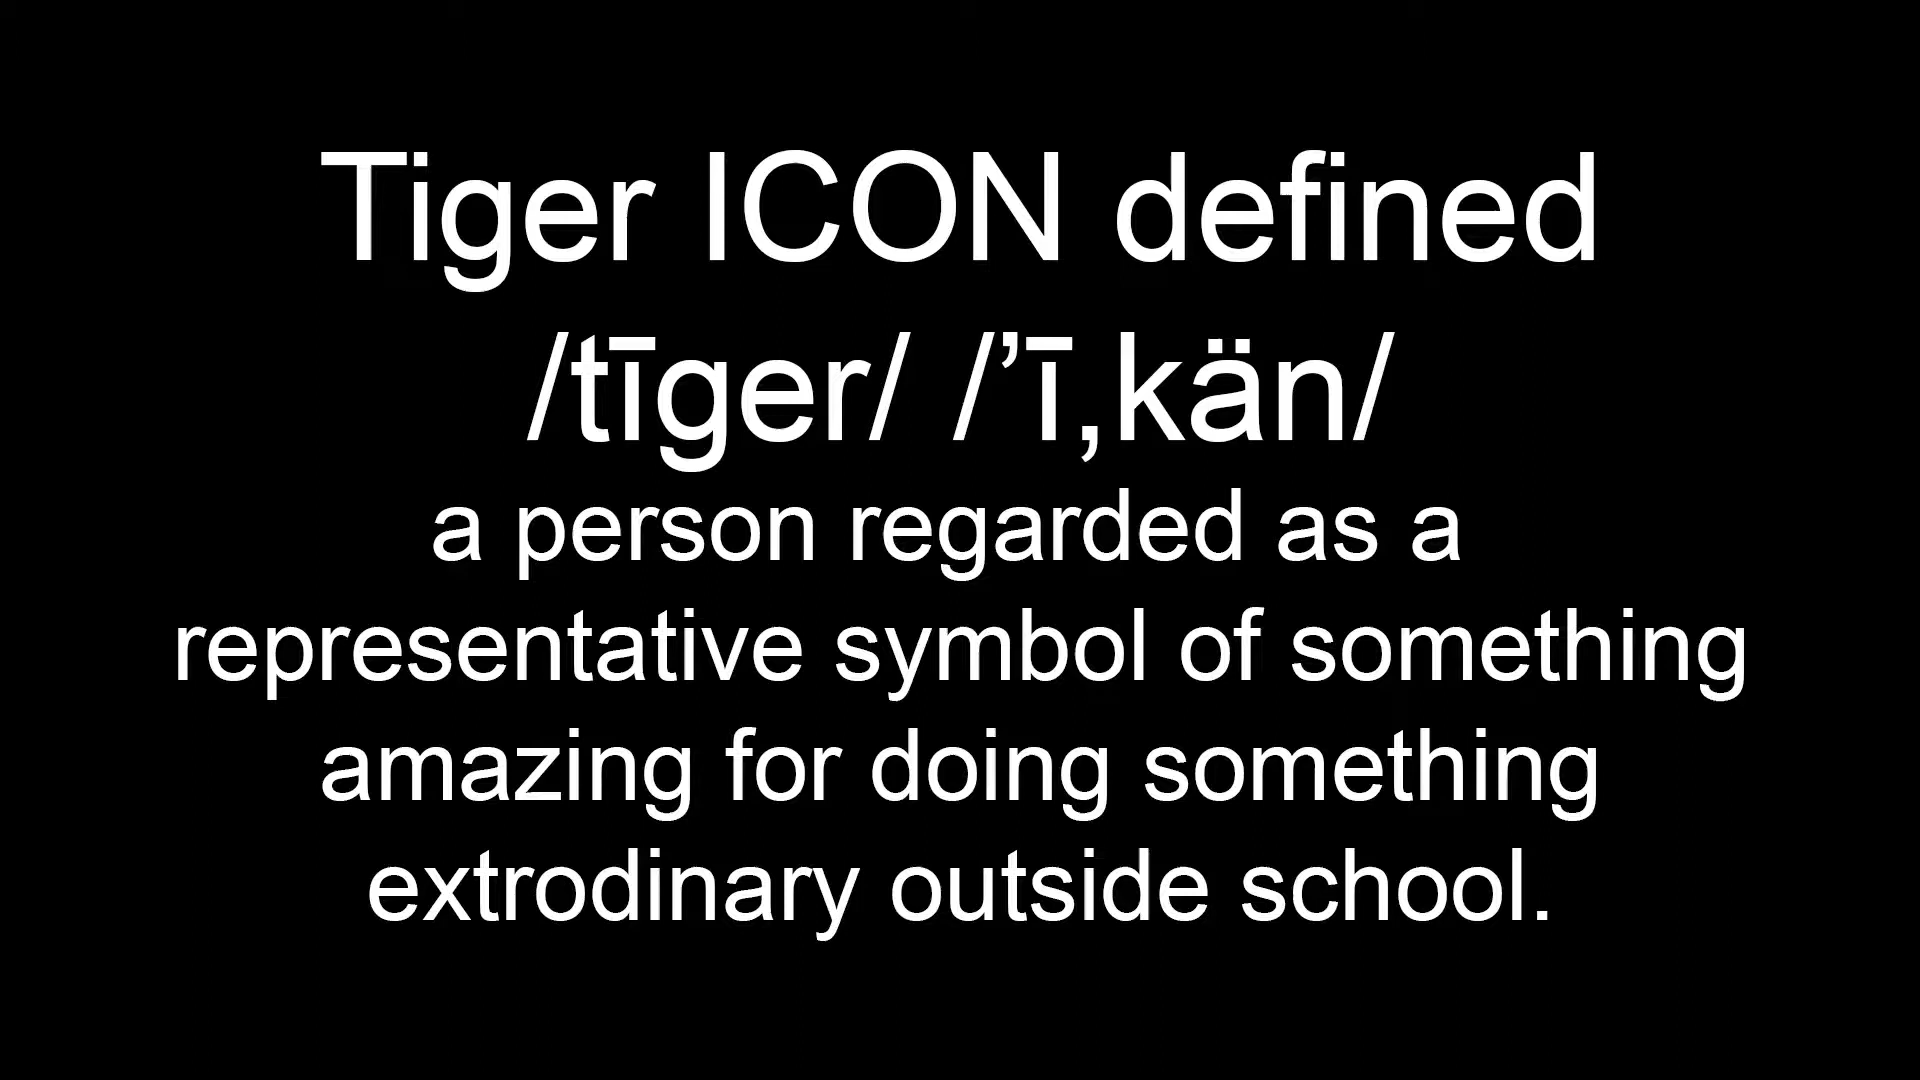 Tiger ICON defined
/tīger/ /’ī,kän/
a person regarded as a
representative symbol of something
amazing for doing something
extrodinary outside school.